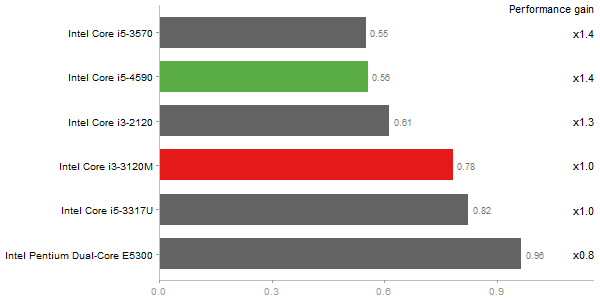 Performance gain
Intel Core i5-3570 0.55 x1.4
Intel Core i5-4590 0.56 x1.4
Intel Core i3-2120 0.61 x1.3
Intel Core i3-3120M 0.78 x1.0
Intel Core i5-3317U 0.82 x1.0
Intel Pentium Dual-Core E5300 0.96 x0.8
0.0 0.3 0.6 0.9